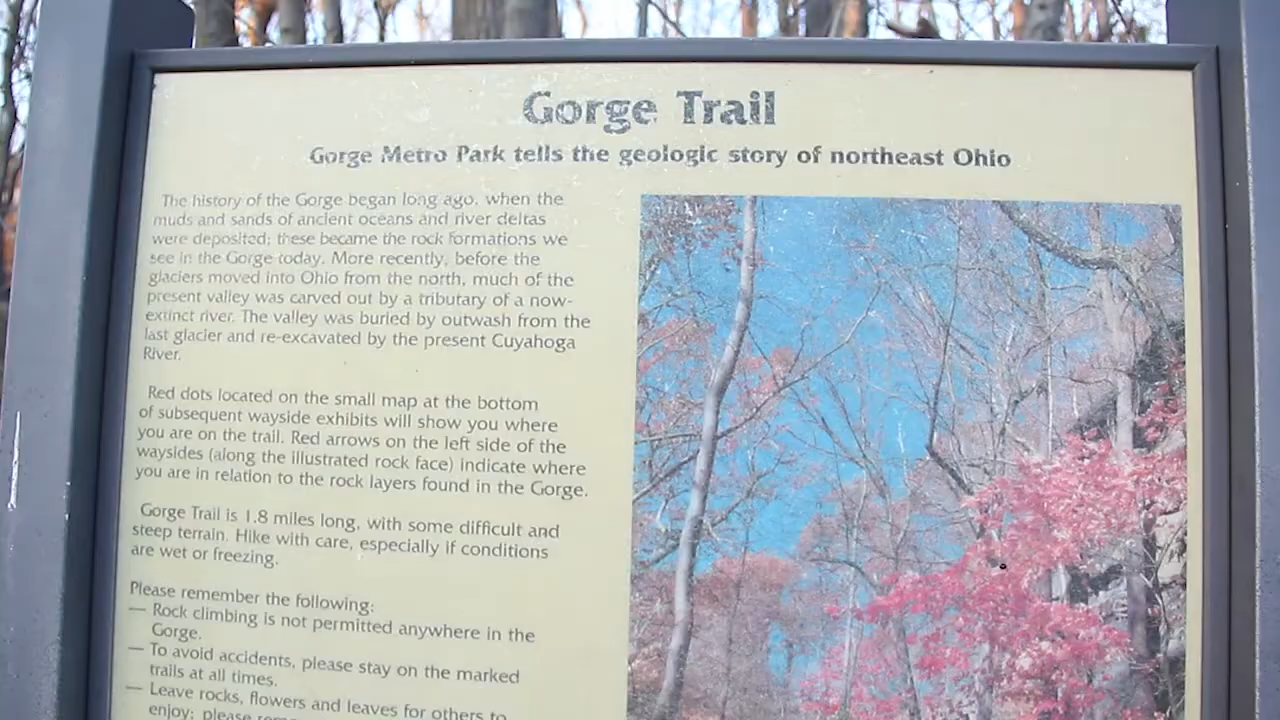 Gorge Trail
Gorge Metro Park tells the geologic story of northeast Ohio
The history of the Gorge began long ago, when the
muds and sands of ancient oceans and river deltas
were deposited; these became the rock formations we
see in the Gorge today. More recently, before the
glaciers moved into Ohio from the north, much of the
present valley was carved out by a tributary of a now-
extinct river. The valley was buried by outwash from the
last glacier and re-excavated by the present Cuyahoga
River.
Red dots located on the small map at the bottom
of subsequent wayside exhibits will show you where
you are on the trail. Red arrows on the left side of the
waysides (along the illustrated rock face) indicate where
you are in relation to the rock layers found in the Gorge.
Gorge Trail is 1.8 miles long, with some difficult and
steep terrain. Hike with care, especially if conditions
are wet or freezing.
Please remember the following:
— Rock climbing is not permitted anywhere in the
Gorge.
— To avoid accidents, please stay on the marked
trails at all times.
— Leave rocks, flowers and leaves for others to
enjoy; please